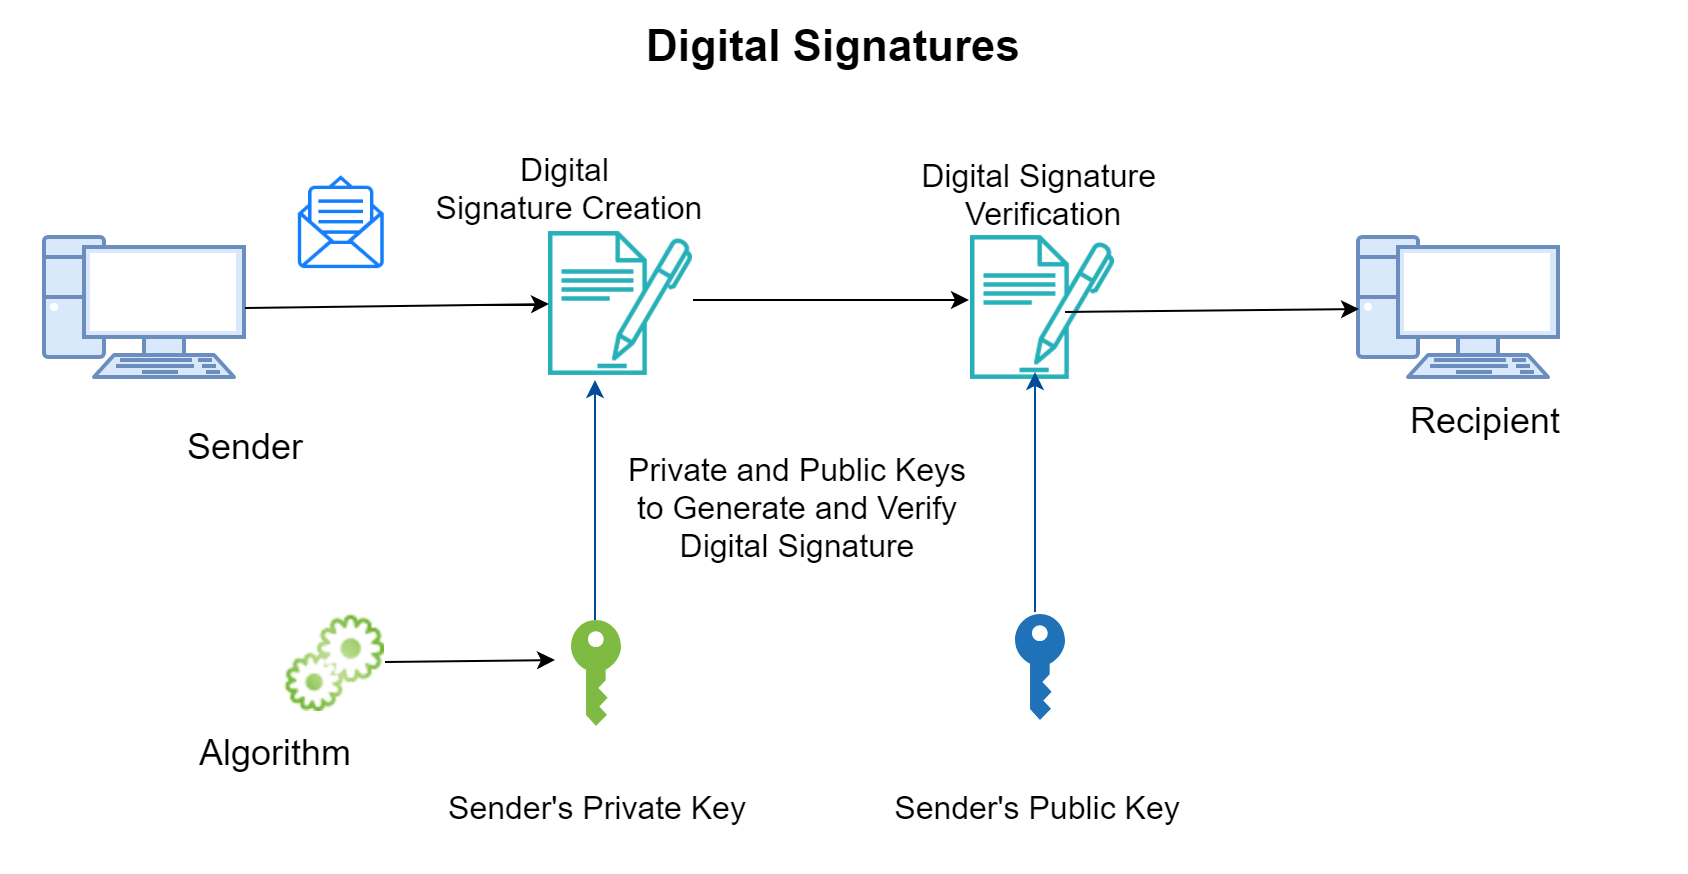 Digital Signatures
Digital
Signature Creation
Digital Signature
Verification
Sender
Recipient
Private and Public Keys
to Generate and Verify
Digital Signature
Algorithm
Sender's Private Key
Sender's Public Key